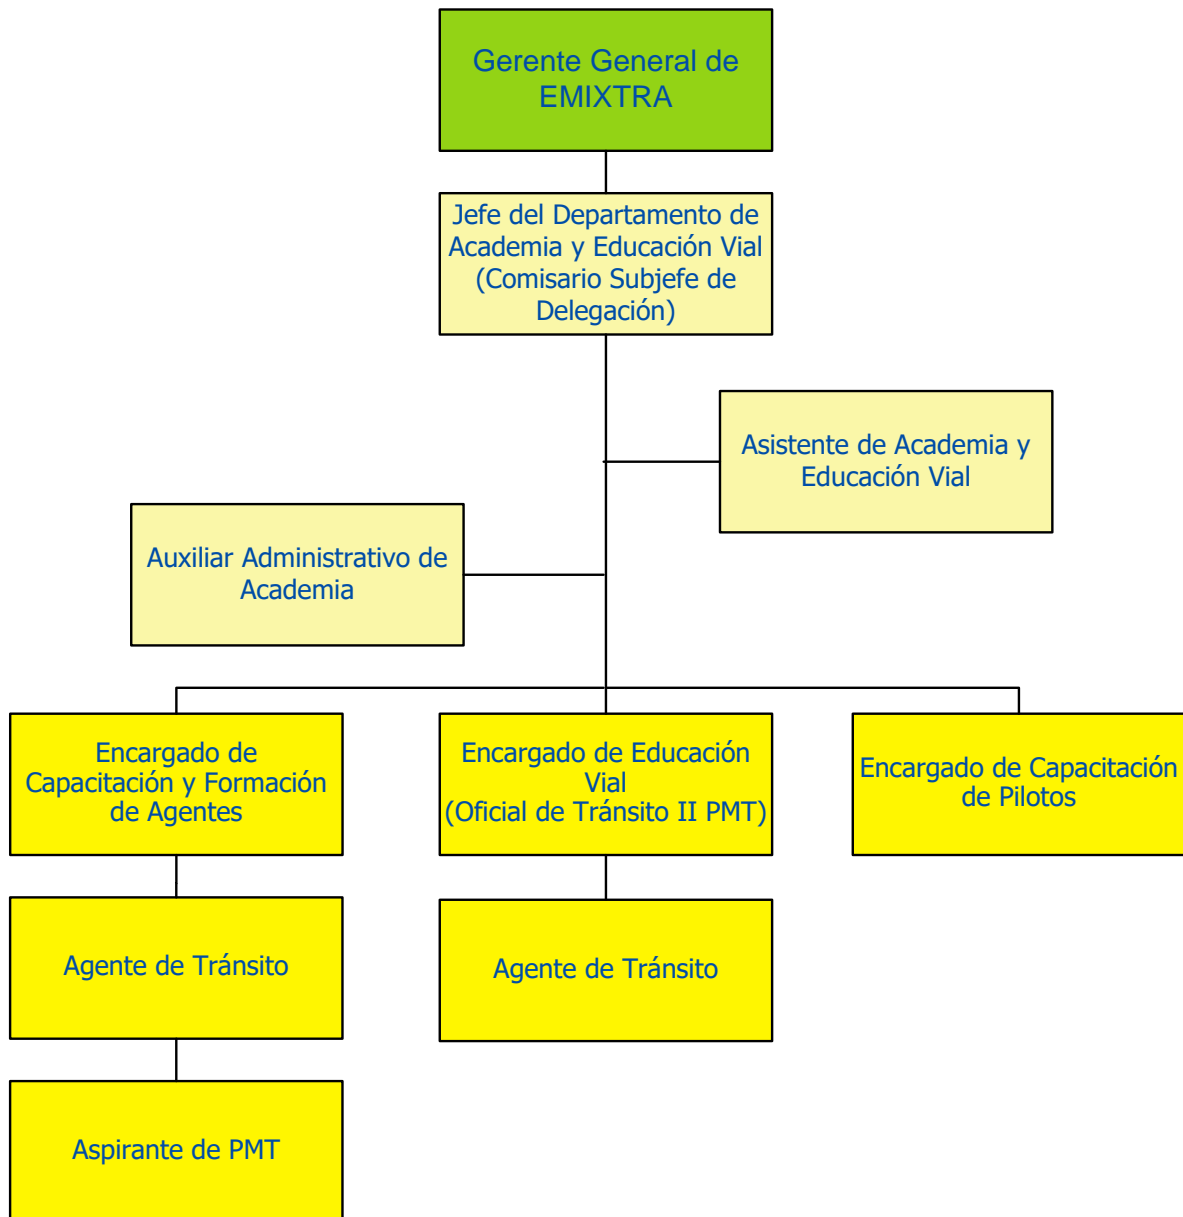 Gerente General de
EMIXTRA
Jefe del Departamento de
Academia y Educación Vial
(Comisario Subjefe de
Delegación)
Asistente de Academia y
Educación Vial
Auxiliar Administrativo de
Academia
Encargado de
Capacitación y Formación
de Agentes
Encargado de Educación
Vial
(Oficial de Tránsito II PMT)
Encargado de Capacitación
de Pilotos
Agente de Tránsito
Agente de Tránsito
Aspirante de PMT